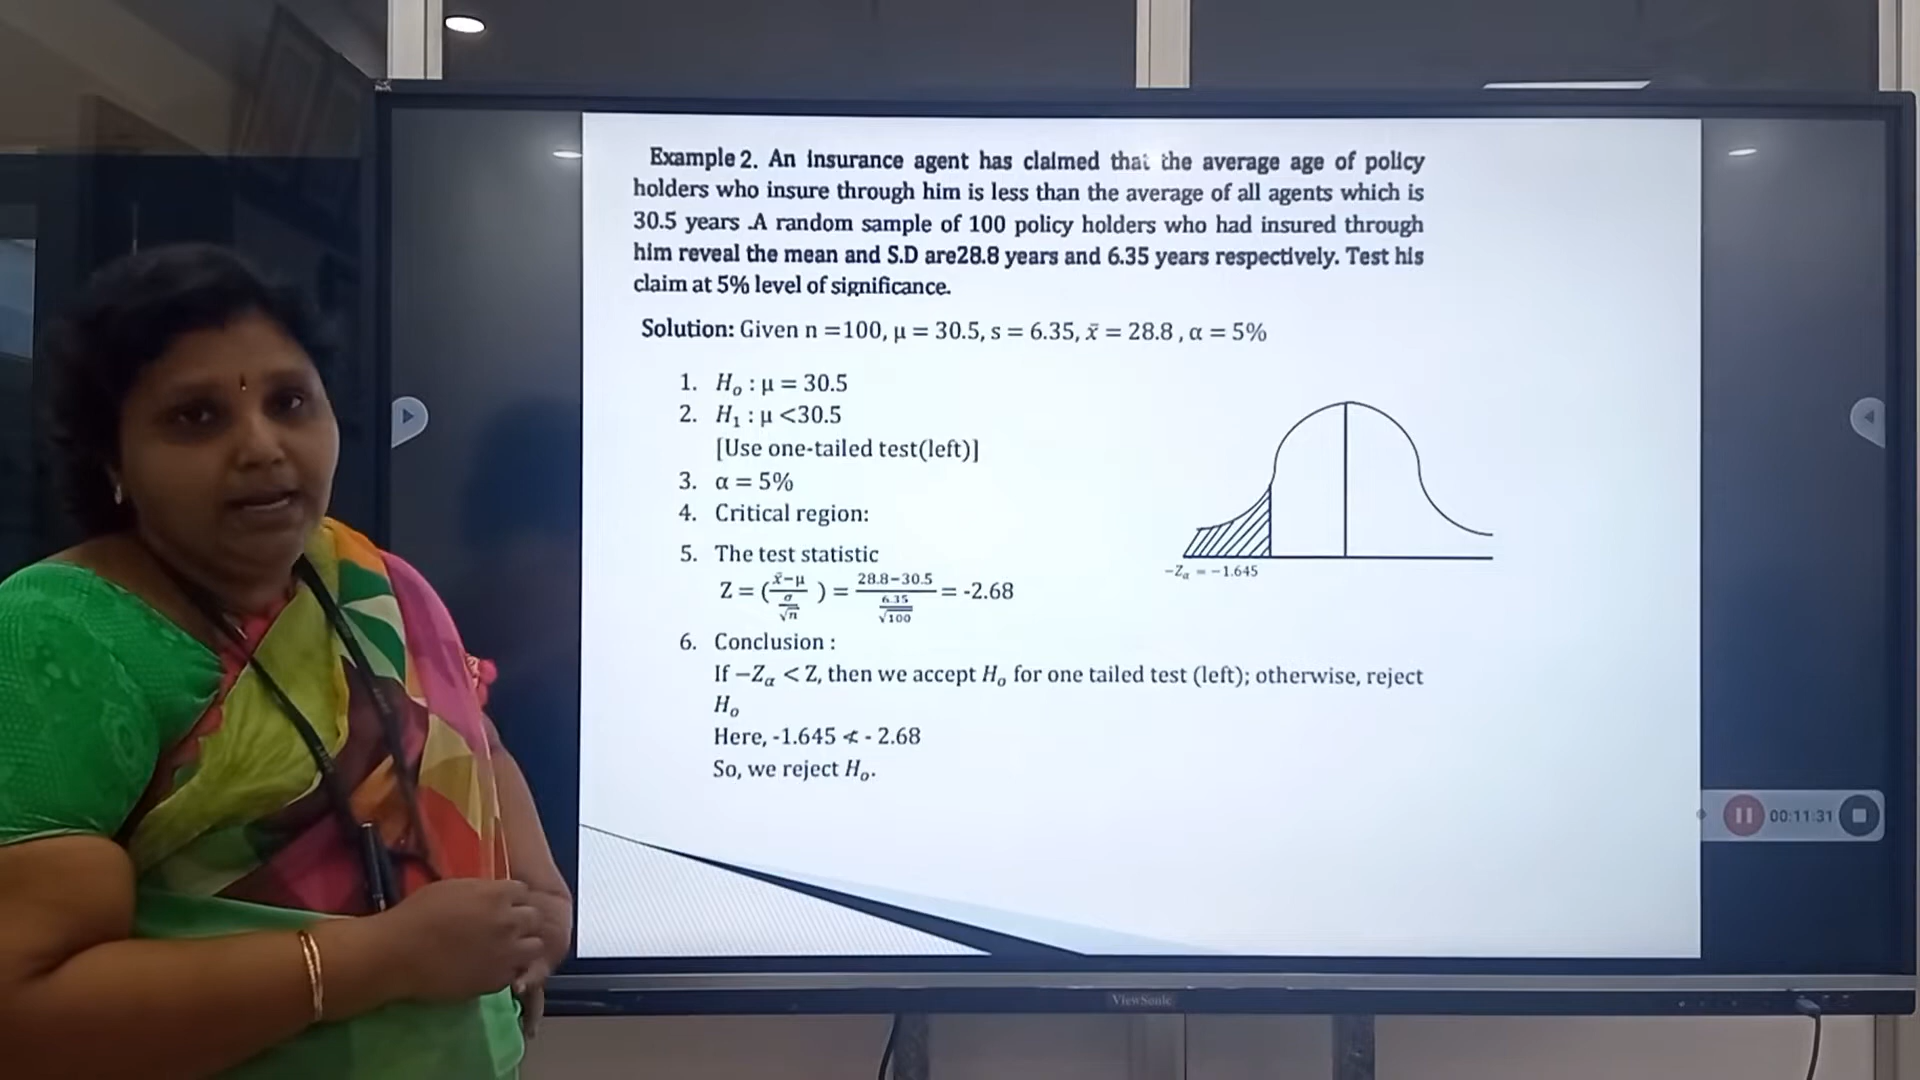 Example 2. An insurance agent has claimed that the average age of policy
holders who insure through him is less than the average of all agents which is
30.5 years .A random sample of 100 policy holders who had insured through
him reveal the mean and S.D are28.8 years and 6.35 years respectively. Test his
claim at 5% level of significance.
Solution: Given n =100, μ = 30.5, s = 6.35, x̄ = 28.8 , α = 5%
1. Hₒ : μ = 30.5
2. H₁ : μ <30.5
[Use one-tailed test(left)]
3. α = 5%
4. Critical region:
-Zα = -1.645
5. The test statistic
Z = (x̄−μ / σ/√n ) = 28.8−30.5 / 6.35/√100 = -2.68
6. Conclusion :
If −Zα < Z, then we accept Hₒ for one tailed test (left); otherwise, reject
Hₒ
Here, -1.645 ≮ - 2.68
So, we reject Hₒ.
00:11:31
ViewSonic